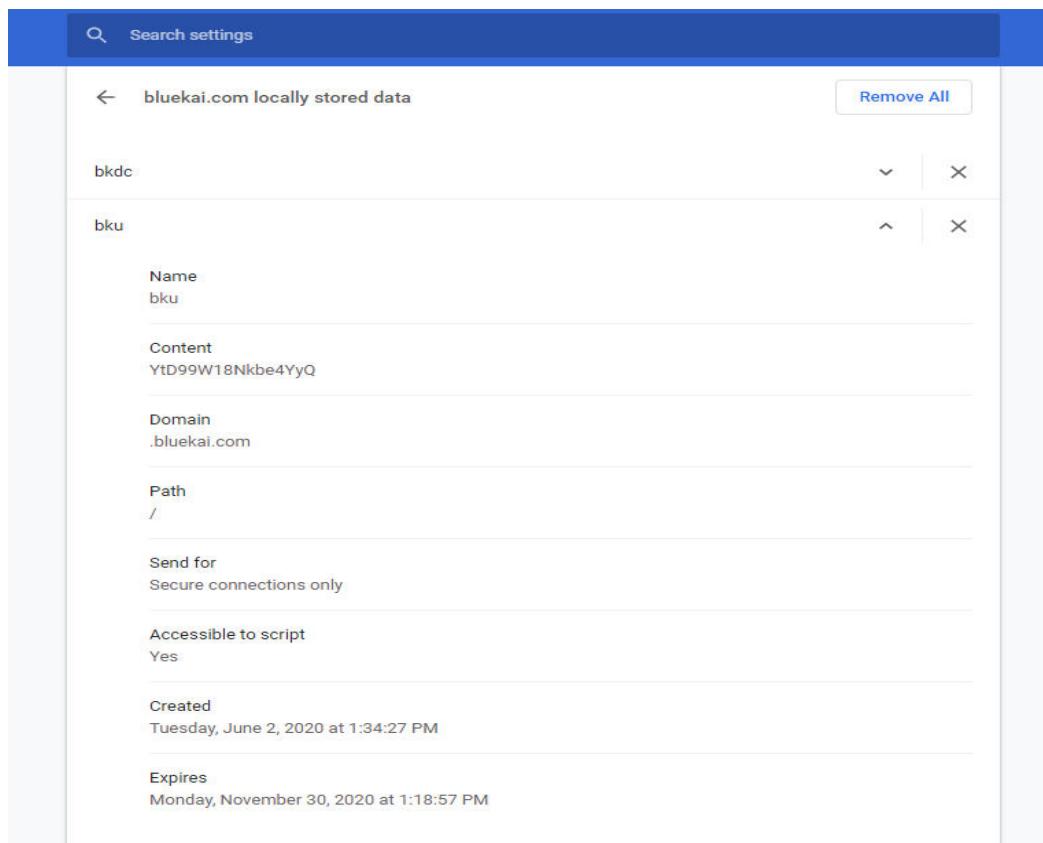 Search settings
bluekai.com locally stored data
Remove All
bkdc
bku
Name
bku
Content
YtD99W18Nkbe4YyQ
Domain
.bluekai.com
Path
/
Send for
Secure connections only
Accessible to script
Yes
Created
Tuesday, June 2, 2020 at 1:34:27 PM
Expires
Monday, November 30, 2020 at 1:18:57 PM